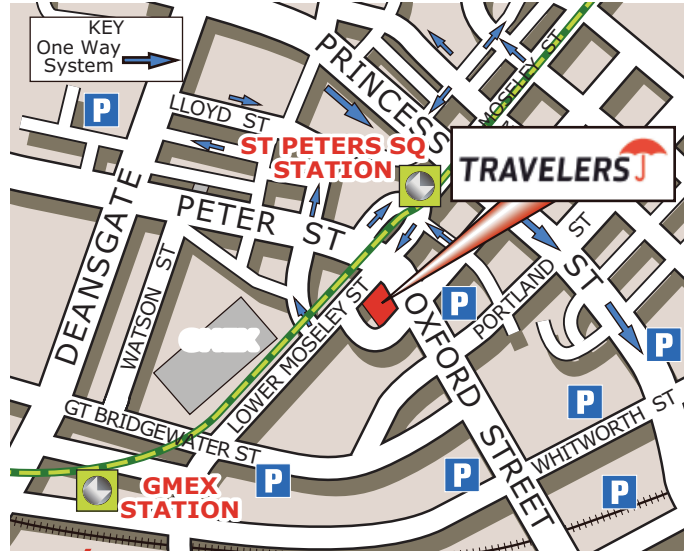 KEY
One Way
System
P
LLOYD ST
PRINCESS
ST
MOSELEY ST
ST PETERS SQ
STATION
TRAVELERS
PETER ST
DEANSGATE
WATSON ST
GMEX
LOWER MOSELEY ST
OXFORD STREET
P
PORTLAND ST
P
P
GT BRIDGEWATER ST
WHITWORTH ST
P
P
P
GMEX
STATION